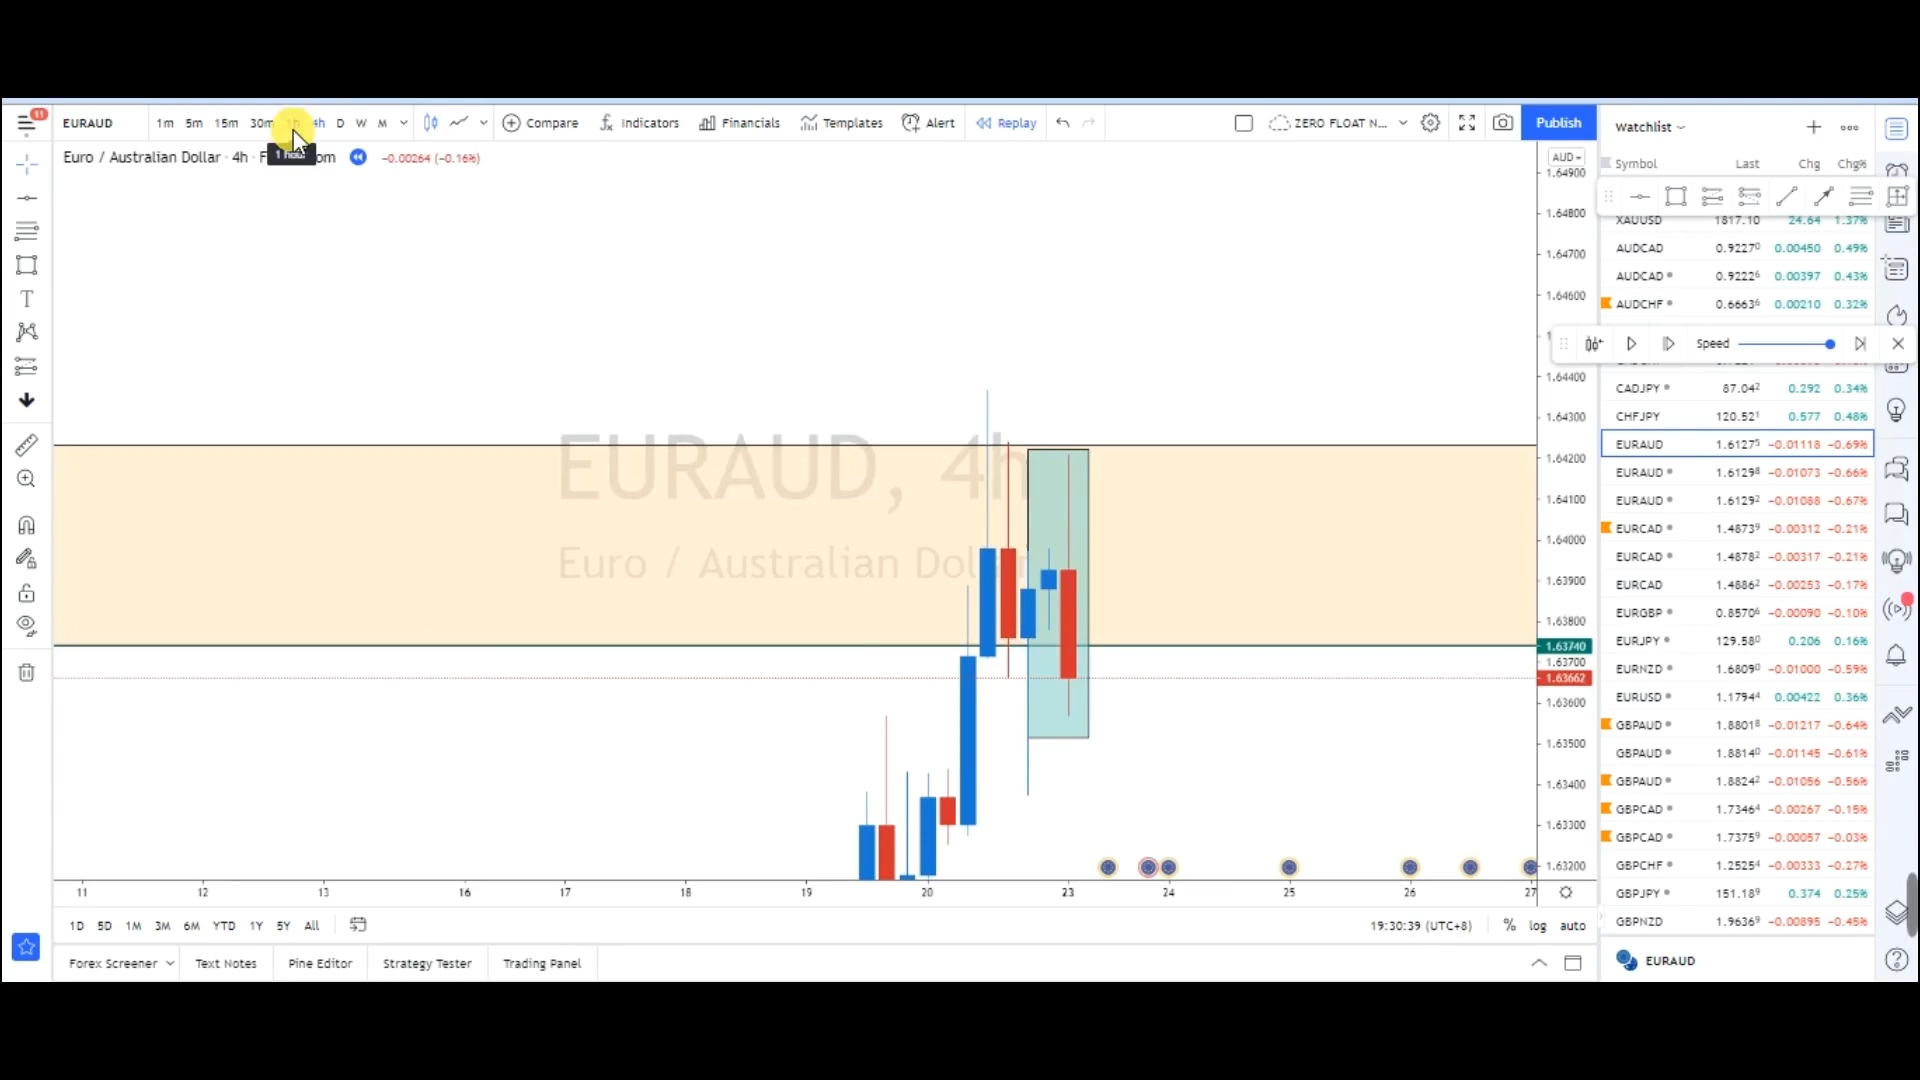 11
EURAUD 1m 5m 15m 30m 1h 4h D W M Compare Indicators Financials Templates Alert Replay ZERO FLOAT N... Publish
Euro / Australian Dollar · 4h · −0.00264 (−0.16%)
Watchlist
Symbol Last Chg Chg%
XAUUSD 1817.10 24.64 1.37%
AUDCAD 0.92270 0.00450 0.49%
AUDCAD 0.92226 0.00397 0.43%
AUDCHF 0.66636 0.00210 0.32%
Speed
CADJPY 87.042 0.292 0.34%
CHFJPY 120.521 0.577 0.48%
EURAUD 1.61275 −0.01118 −0.69%
EURAUD 1.61298 −0.01073 −0.66%
EURAUD 1.61292 −0.01088 −0.67%
EURCAD 1.48739 −0.00312 −0.21%
EURCAD 1.48782 −0.00317 −0.21%
EURCAD 1.48862 −0.00253 −0.17%
EURGBP 0.85706 −0.00090 −0.10%
EURJPY 129.580 0.206 0.16%
EURNZD 1.68090 −0.01000 −0.59%
EURUSD 1.17944 0.00422 0.36%
GBPAUD 1.88018 −0.01217 −0.64%
GBPAUD 1.88140 −0.01145 −0.61%
GBPAUD 1.88242 −0.01056 −0.56%
GBPCAD 1.73464 −0.00267 −0.15%
GBPCAD 1.73759 −0.00057 −0.03%
GBPCHF 1.25254 −0.00333 −0.27%
GBPJPY 151.189 0.374 0.25%
GBPNZD 1.96369 −0.00895 −0.45%
EURAUD
AUD
1.64900
1.64800
1.64700
1.64600
1.64400
1.64300
1.64200
1.64100
1.64000
1.63900
1.63800
1.63740
1.63700
1.63662
1.63600
1.63500
1.63400
1.63300
1.63200
EURAUD, 4h
Euro / Australian Dol
11 12 13 16 17 18 19 20 23 24 25 26 27
1D 5D 1M 3M 6M YTD 1Y 5Y All 19:30:39 (UTC+8) % log auto
Forex Screener Text Notes Pine Editor Strategy Tester Trading Panel